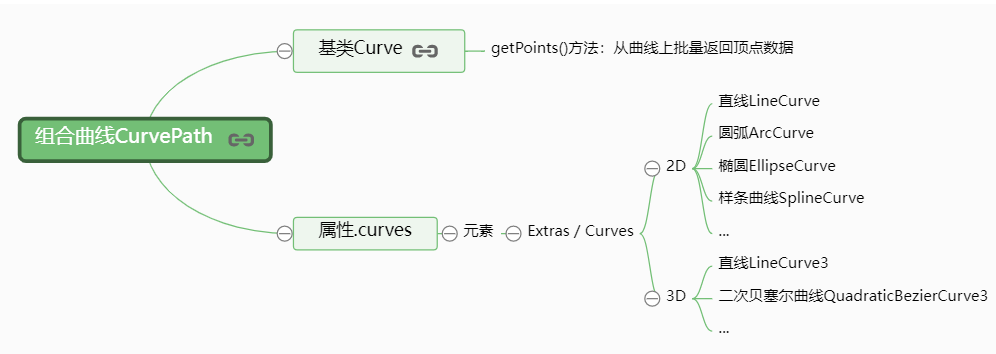 组合曲线CurvePath
基类Curve
getPoints()方法：从曲线上批量返回顶点数据
属性.curves
元素
Extras / Curves
2D
直线LineCurve
圆弧ArcCurve
椭圆EllipseCurve
样条曲线SplineCurve
...
3D
直线LineCurve3
二次贝塞尔曲线QuadraticBezierCurve3
...